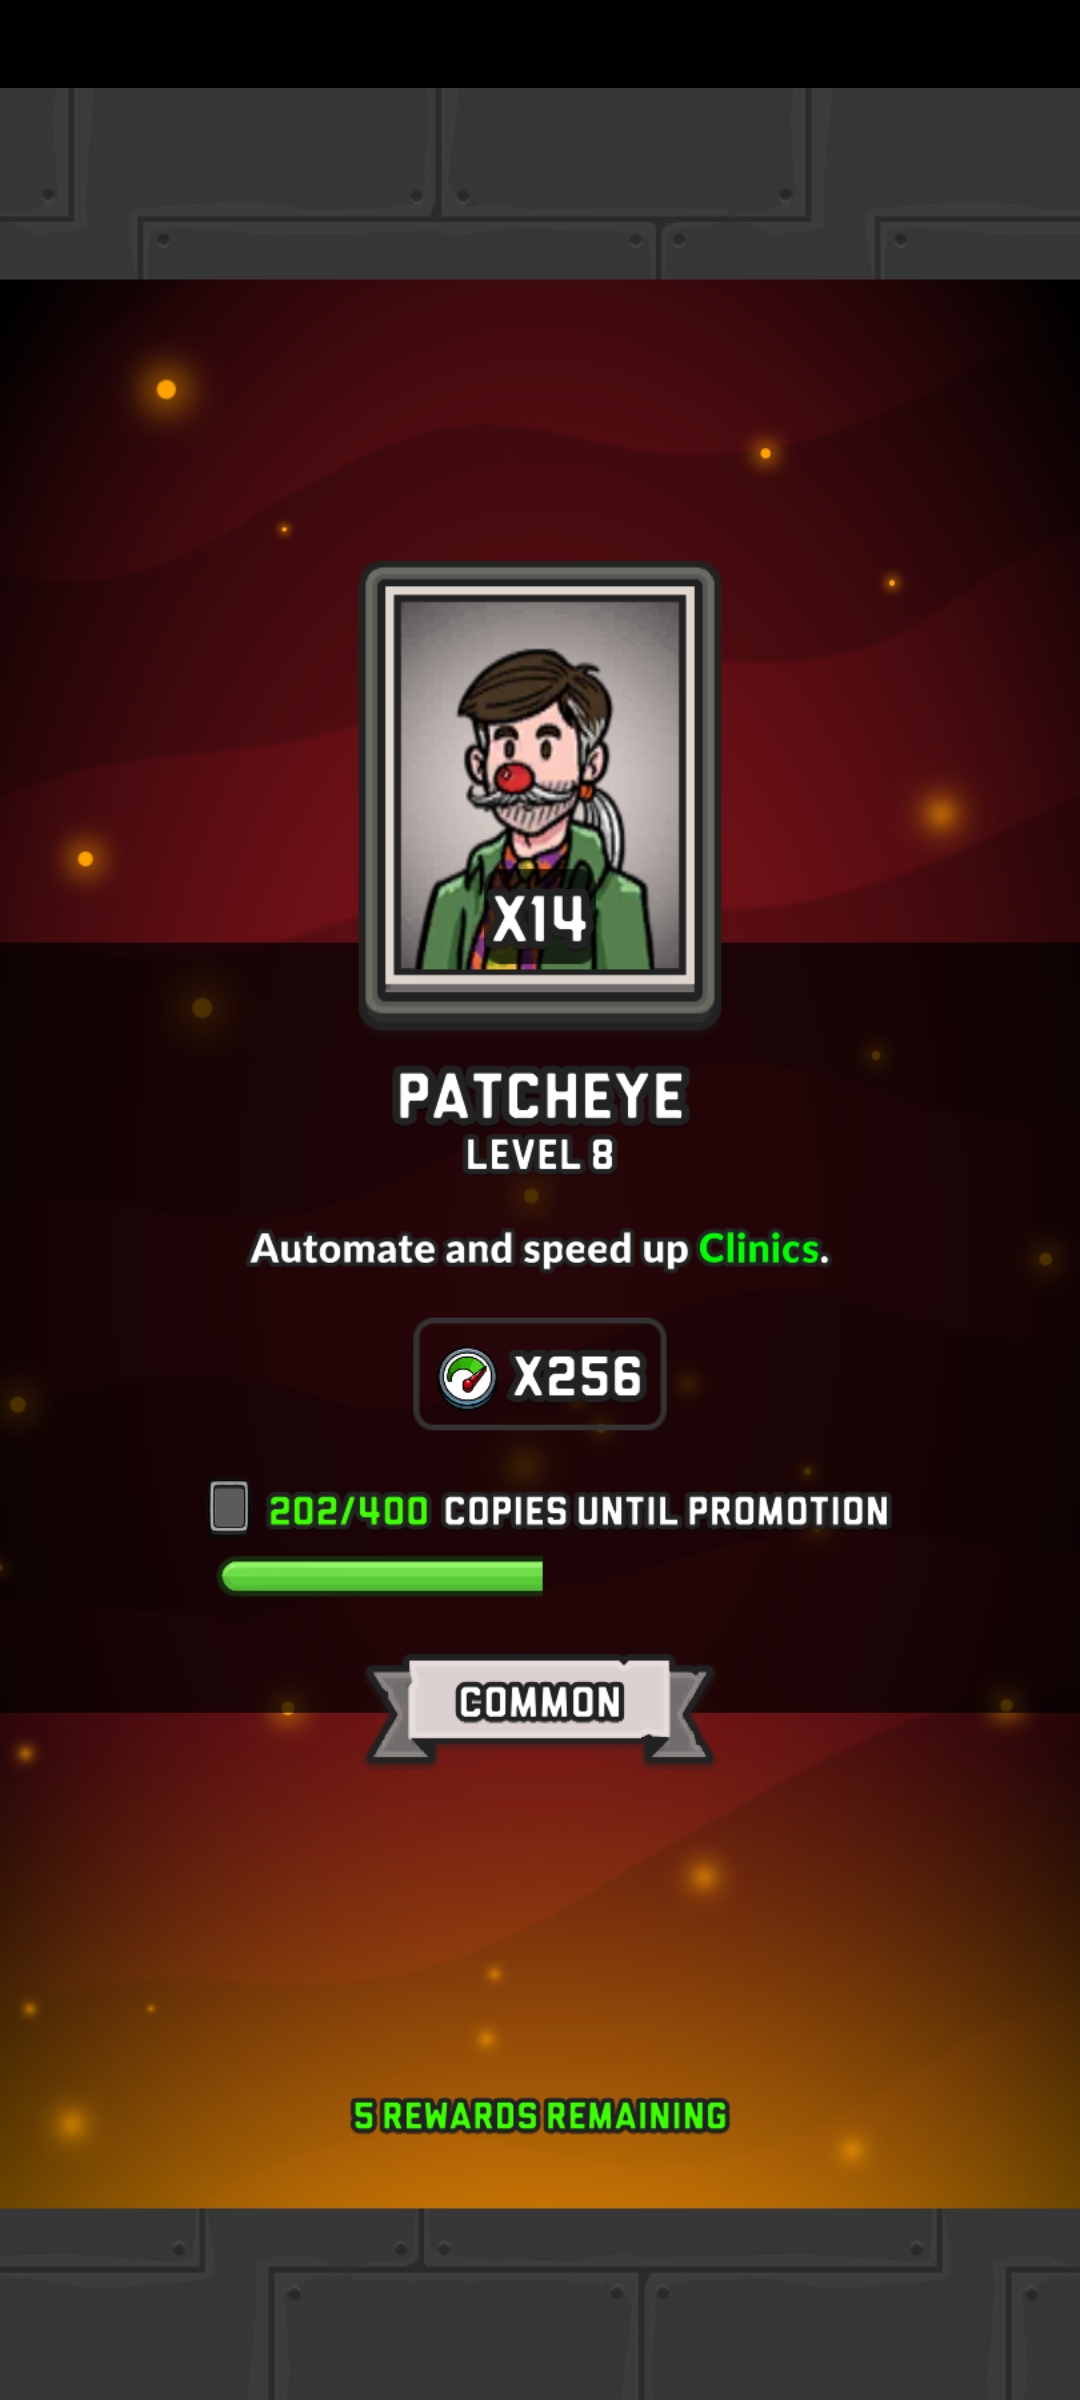 X14
PATCHEYE
LEVEL 8
Automate and speed up Clinics.
X256
202/400 COPIES UNTIL PROMOTION
COMMON
5 REWARDS REMAINING